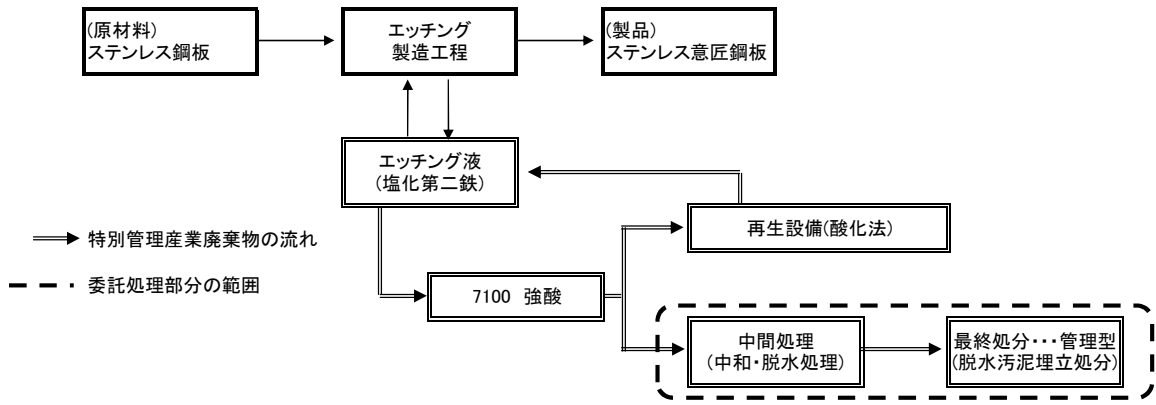 (原材料)
ステンレス鋼板
エッチング
製造工程
(製品)
ステンレス意匠鋼板
エッチング液
(塩化第二鉄)
再生設備(酸化法)
特別管理産業廃棄物の流れ
委託処理部分の範囲
7100 強酸
中間処理
(中和・脱水処理)
最終処分・・・管理型
(脱水汚泥埋立処分)